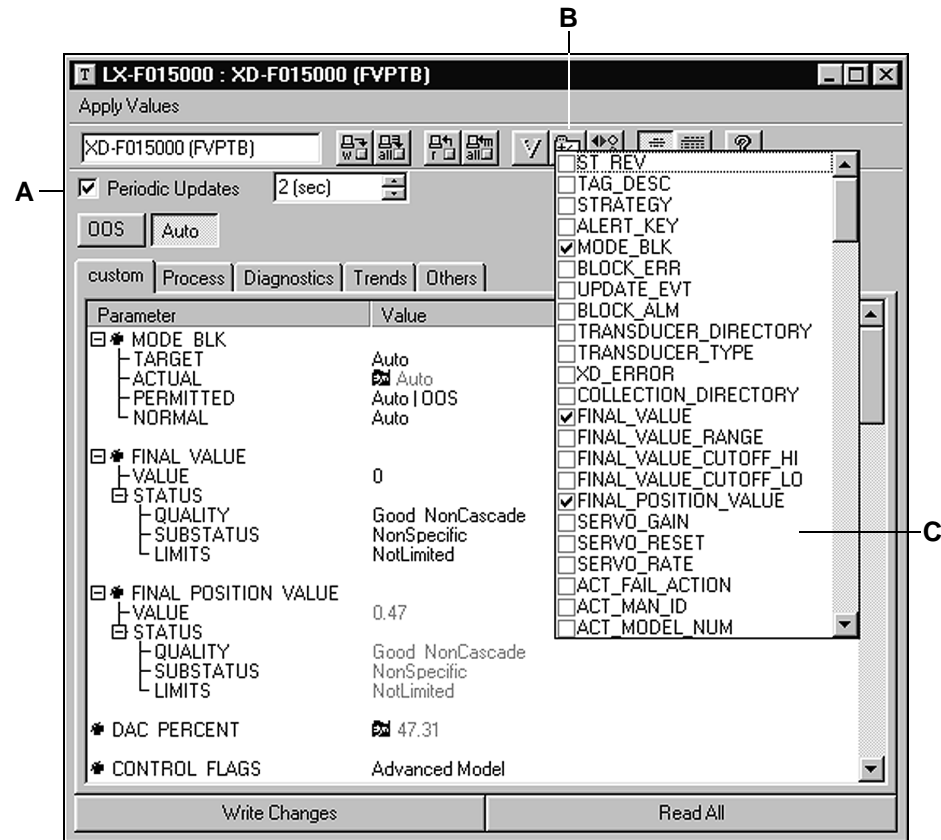 B
LX-F015000 : XD-F015000 (FVPTB)
Apply Values
XD-F015000 (FVPTB)
w
all
r
all
A
Periodic Updates
2 (sec)
OOS
Auto
custom
Process
Diagnostics
Trends
Others
Parameter
Value
MODE BLK
TARGET Auto
ACTUAL Auto
PERMITTED Auto | OOS
NORMAL Auto
FINAL VALUE
VALUE 0
STATUS
QUALITY Good NonCascade
SUBSTATUS NonSpecific
LIMITS NotLimited
FINAL POSITION VALUE
VALUE 0.47
STATUS
QUALITY Good NonCascade
SUBSTATUS NonSpecific
LIMITS NotLimited
DAC PERCENT 47.31
CONTROL FLAGS Advanced Model
ST_REV
TAG_DESC
STRATEGY
ALERT_KEY
MODE_BLK
BLOCK_ERR
UPDATE_EVT
BLOCK_ALM
TRANSDUCER_DIRECTORY
TRANSDUCER_TYPE
XD_ERROR
COLLECTION_DIRECTORY
FINAL_VALUE
FINAL_VALUE_RANGE
FINAL_VALUE_CUTOFF_HI
FINAL_VALUE_CUTOFF_LO
FINAL_POSITION_VALUE
SERVO_GAIN
SERVO_RESET
SERVO_RATE
ACT_FAIL_ACTION
ACT_MAN_ID
ACT_MODEL_NUM
C
Write Changes
Read All